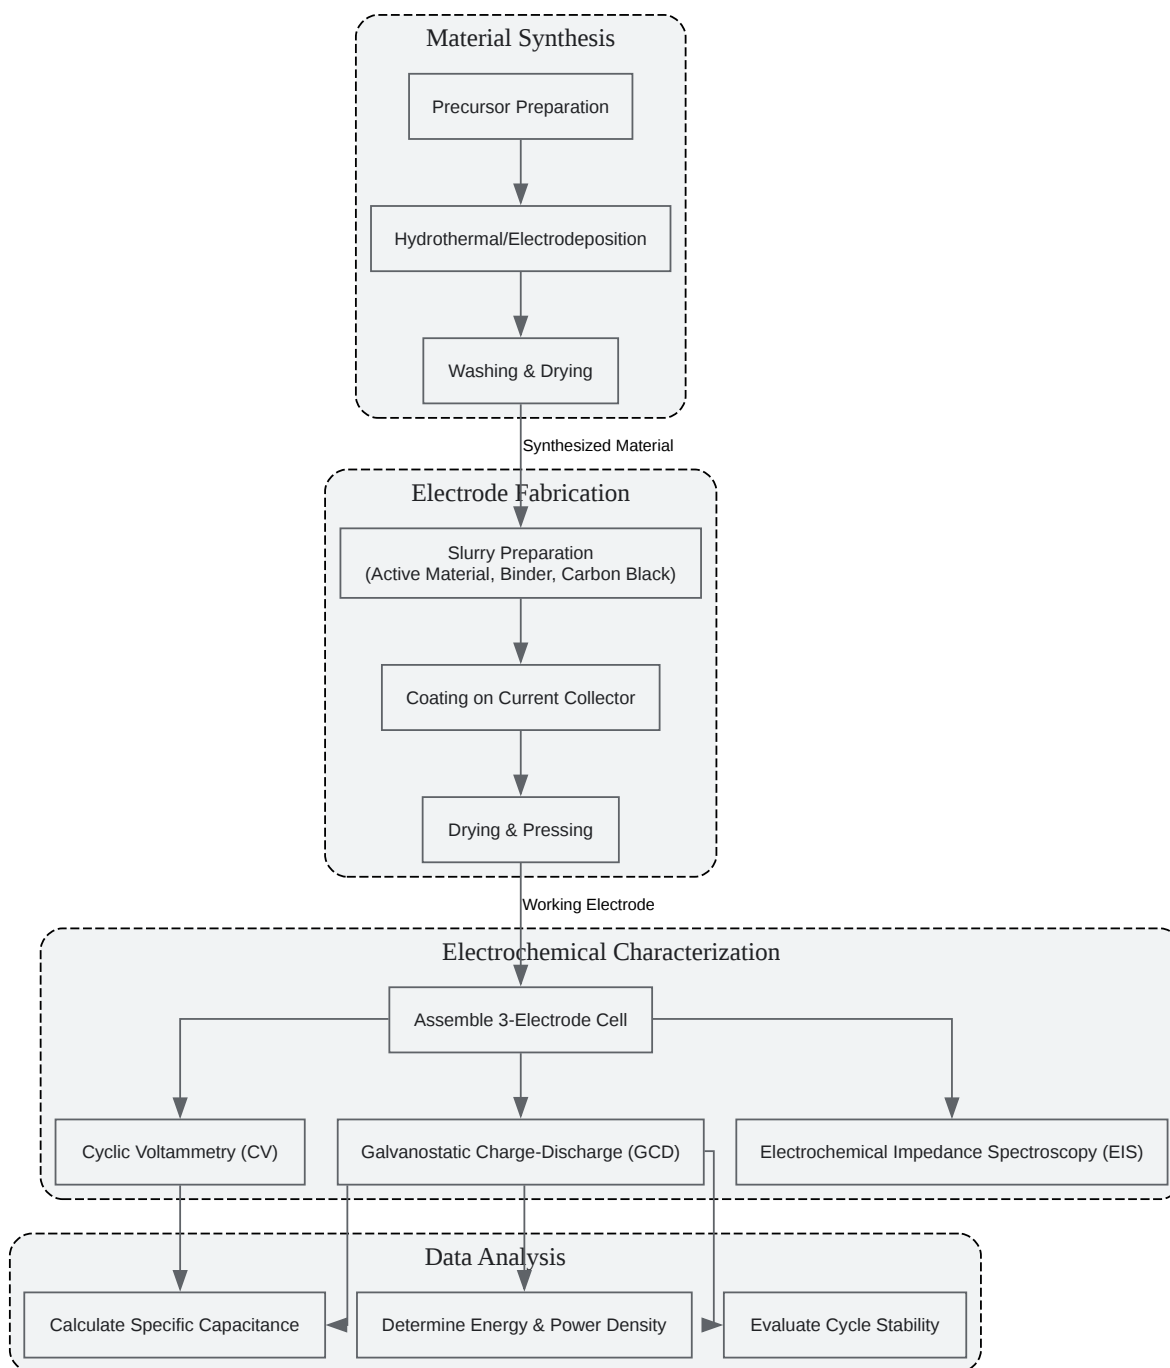 Material Synthesis
Precursor Preparation
Hydrothermal/Electrodeposition
Washing & Drying
Synthesized Material
Electrode Fabrication
Slurry Preparation
(Active Material, Binder, Carbon Black)
Coating on Current Collector
Drying & Pressing
Working Electrode
Electrochemical Characterization
Assemble 3-Electrode Cell
Cyclic Voltammetry (CV)
Galvanostatic Charge-Discharge (GCD)
Electrochemical Impedance Spectroscopy (EIS)
Data Analysis
Calculate Specific Capacitance
Determine Energy & Power Density
Evaluate Cycle Stability